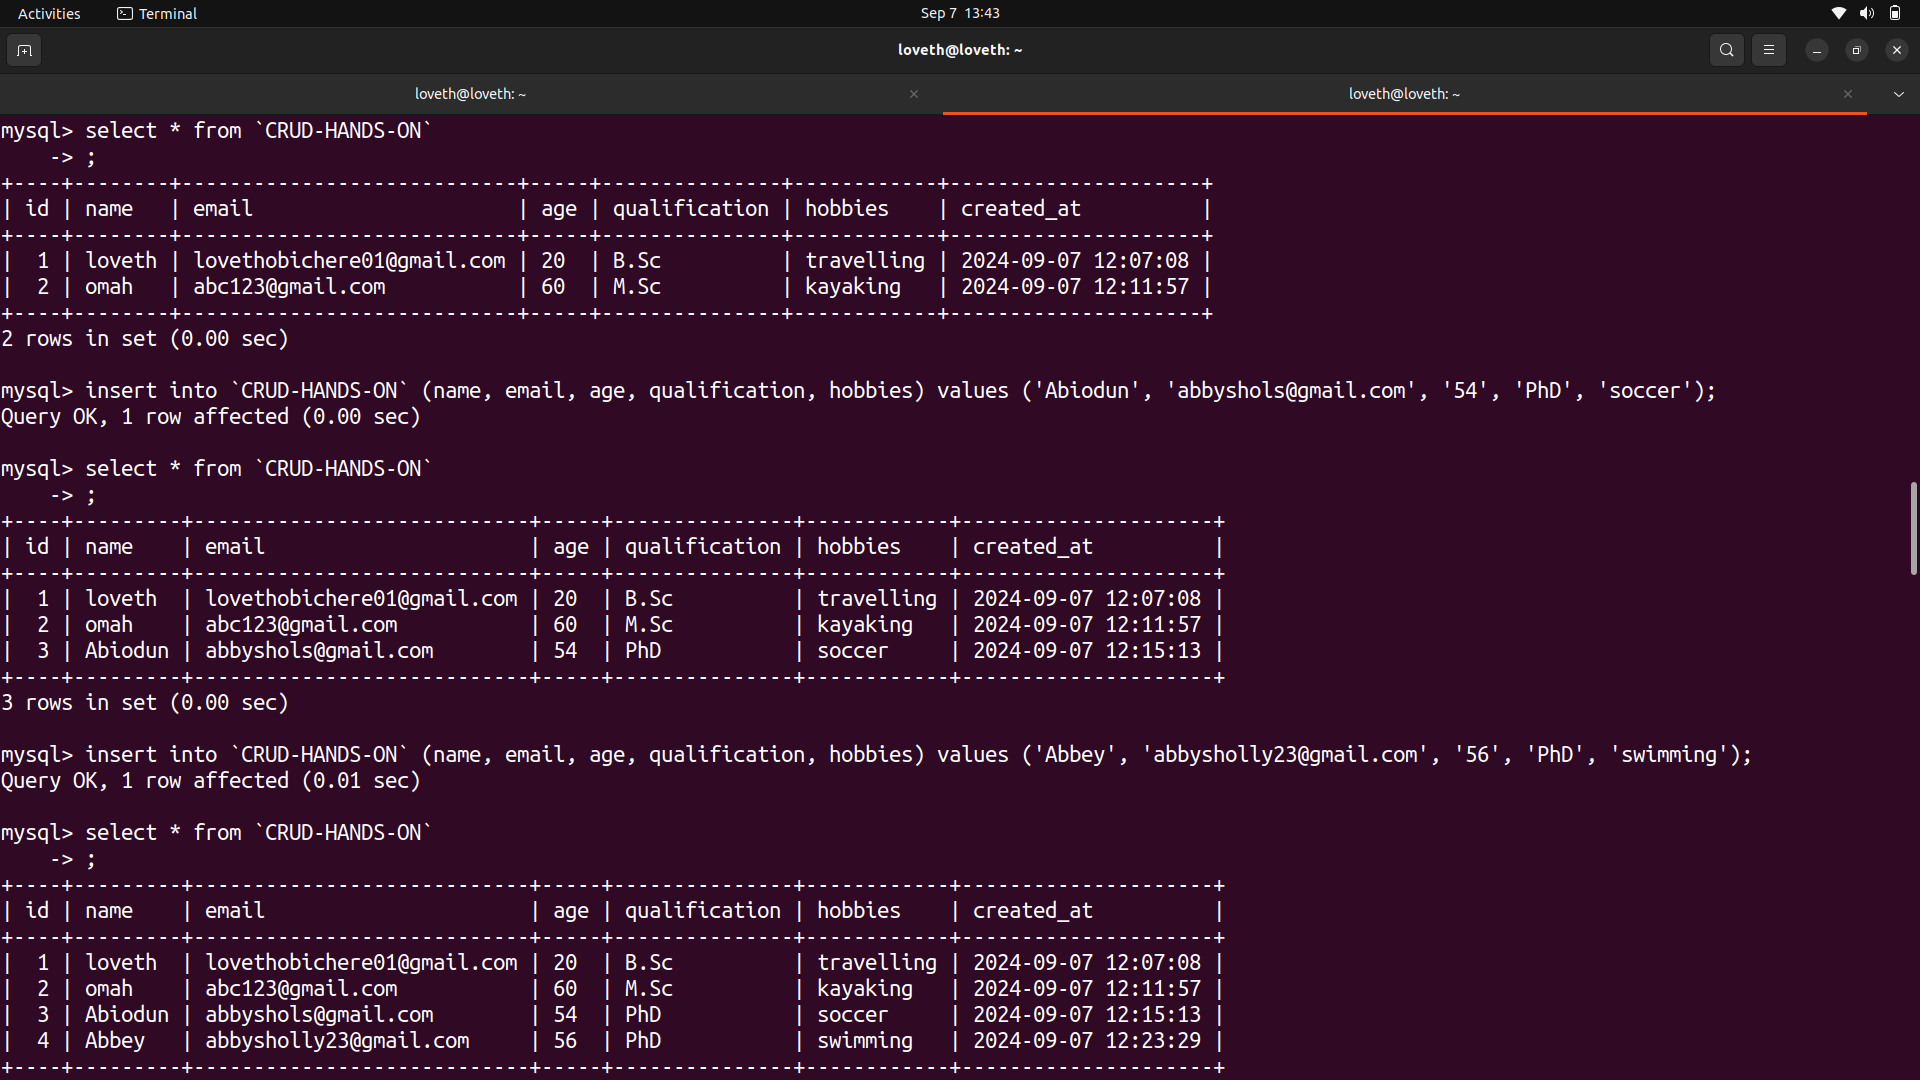 Activities Terminal Sep 7 13:43
loveth@loveth: ~
loveth@loveth: ~ loveth@loveth: ~
mysql> select * from `CRUD-HANDS-ON`
    -> ;
+----+--------+----------------------------+-----+---------------+------------+---------------------+
| id | name   | email                      | age | qualification | hobbies    | created_at          |
+----+--------+----------------------------+-----+---------------+------------+---------------------+
|  1 | loveth | lovethobichere01@gmail.com | 20  | B.Sc          | travelling | 2024-09-07 12:07:08 |
|  2 | omah   | abc123@gmail.com           | 60  | M.Sc          | kayaking   | 2024-09-07 12:11:57 |
+----+--------+----------------------------+-----+---------------+------------+---------------------+
2 rows in set (0.00 sec)
mysql> insert into `CRUD-HANDS-ON` (name, email, age, qualification, hobbies) values ('Abiodun', 'abbyshols@gmail.com', '54', 'PhD', 'soccer');
Query OK, 1 row affected (0.00 sec)
mysql> select * from `CRUD-HANDS-ON`
    -> ;
+----+---------+----------------------------+-----+---------------+------------+---------------------+
| id | name    | email                      | age | qualification | hobbies    | created_at          |
+----+---------+----------------------------+-----+---------------+------------+---------------------+
|  1 | loveth  | lovethobichere01@gmail.com | 20  | B.Sc          | travelling | 2024-09-07 12:07:08 |
|  2 | omah    | abc123@gmail.com           | 60  | M.Sc          | kayaking   | 2024-09-07 12:11:57 |
|  3 | Abiodun | abbyshols@gmail.com        | 54  | PhD           | soccer     | 2024-09-07 12:15:13 |
+----+---------+----------------------------+-----+---------------+------------+---------------------+
3 rows in set (0.00 sec)
mysql> insert into `CRUD-HANDS-ON` (name, email, age, qualification, hobbies) values ('Abbey', 'abbysholly23@gmail.com', '56', 'PhD', 'swimming');
Query OK, 1 row affected (0.01 sec)
mysql> select * from `CRUD-HANDS-ON`
    -> ;
+----+---------+----------------------------+-----+---------------+------------+---------------------+
| id | name    | email                      | age | qualification | hobbies    | created_at          |
+----+---------+----------------------------+-----+---------------+------------+---------------------+
|  1 | loveth  | lovethobichere01@gmail.com | 20  | B.Sc          | travelling | 2024-09-07 12:07:08 |
|  2 | omah    | abc123@gmail.com           | 60  | M.Sc          | kayaking   | 2024-09-07 12:11:57 |
|  3 | Abiodun | abbyshols@gmail.com        | 54  | PhD           | soccer     | 2024-09-07 12:15:13 |
|  4 | Abbey   | abbysholly23@gmail.com     | 56  | PhD           | swimming   | 2024-09-07 12:23:29 |
+----+---------+----------------------------+-----+---------------+------------+---------------------+